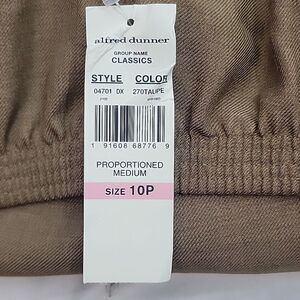 alfred dunner
GROUP NAME
CLASSICS
STYLE COLOR
04701 DX 270TAUPE
1 91608 68776 9
PROPORTIONED
MEDIUM
SIZE 10P